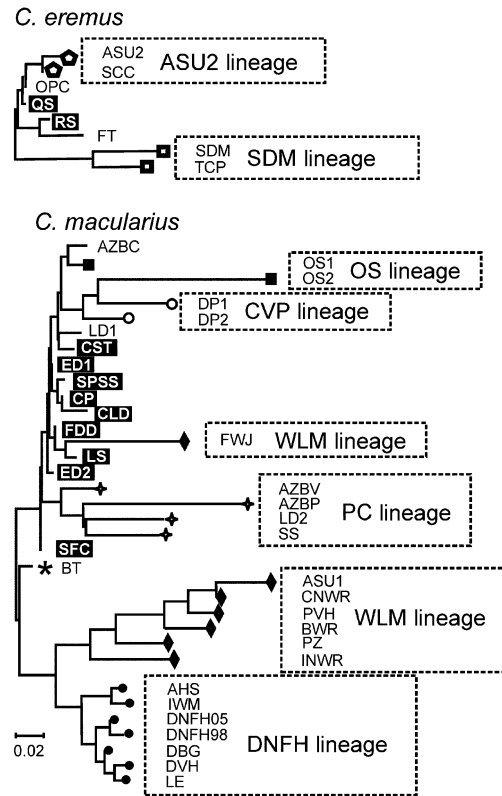 C. eremus
ASU2
SCC
ASU2 lineage
OPC
QS
RS
FT
SDM
TCP
SDM lineage
C. macularius
AZBC
OS1
OS2
OS lineage
DP1
DP2
CVP lineage
LD1
CST
ED1
SPSS
CP
CLD
FDD
FWJ
WLM lineage
LS
ED2
AZBV
AZBP
LD2
SS
PC lineage
SFC
* BT
ASU1
CNWR
PVH
BWR
PZ
INWR
WLM lineage
AHS
IWM
DNFH05
DNFH98
DBG
DVH
LE
DNFH lineage
0.02